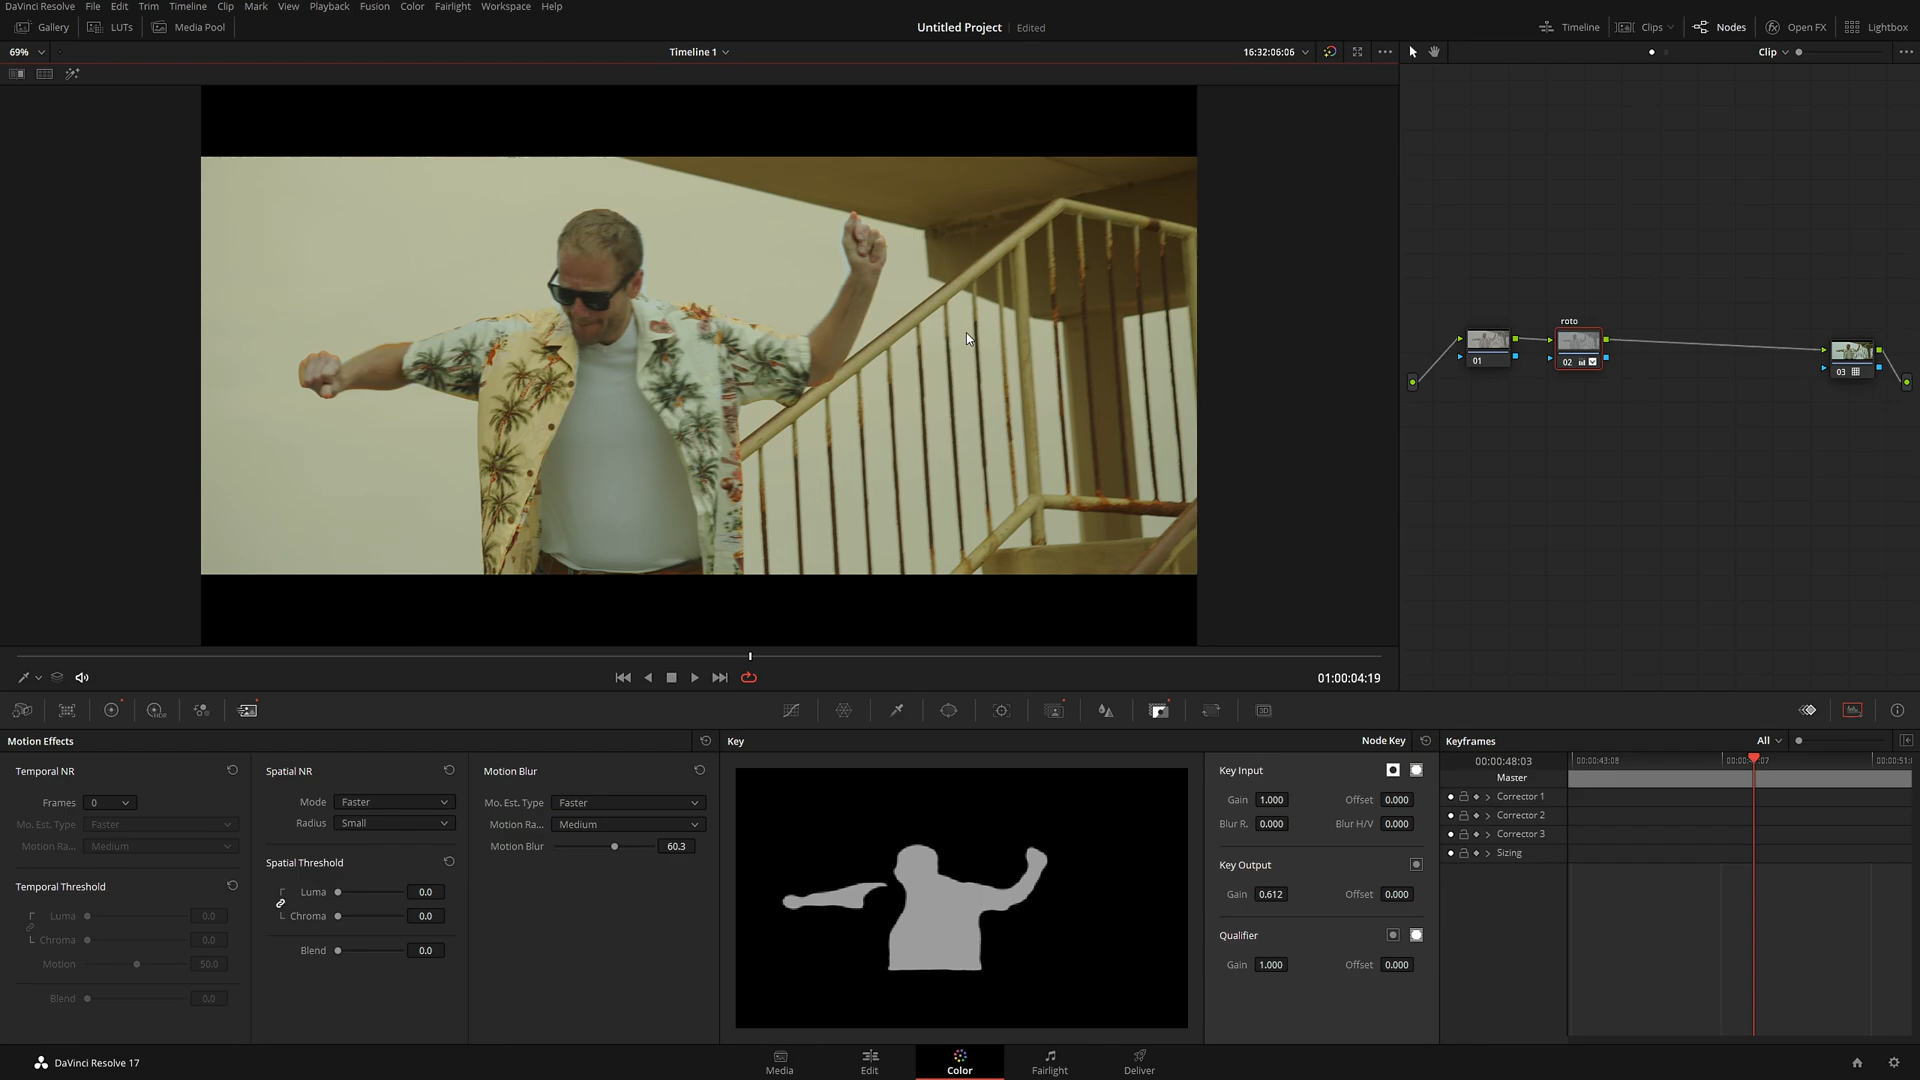 DaVinci Resolve File Edit Trim Timeline Clip Mark View Playback Fusion Color Fairlight Workspace Help
Gallery LUTs Media Pool Untitled Project Edited Timeline Clips Nodes Open FX Lightbox
69% Timeline 1 16:32:06:06 Clip
roto
01
02
03
01:00:04:19
HDR
3D
Motion Effects
Key
Node Key
Keyframes
All
Temporal NR
Frames 0
Mo. Est. Type Faster
Motion Ra... Medium
Temporal Threshold
Luma 0.0
Chroma 0.0
Motion 50.0
Blend 0.0
Spatial NR
Mode Faster
Radius Small
Spatial Threshold
Luma 0.0
Chroma 0.0
Blend 0.0
Motion Blur
Mo. Est. Type Faster
Motion Ra... Medium
Motion Blur 60.3
Key Input
Gain 1.000 Offset 0.000
Blur R. 0.000 Blur H/V 0.000
Key Output
Gain 0.612 Offset 0.000
Qualifier
Gain 1.000 Offset 0.000
00:00:48:03 00:00:43:08
Master
Corrector 1
Corrector 2
Corrector 3
Sizing
DaVinci Resolve 17
Media Edit Color Fairlight Deliver